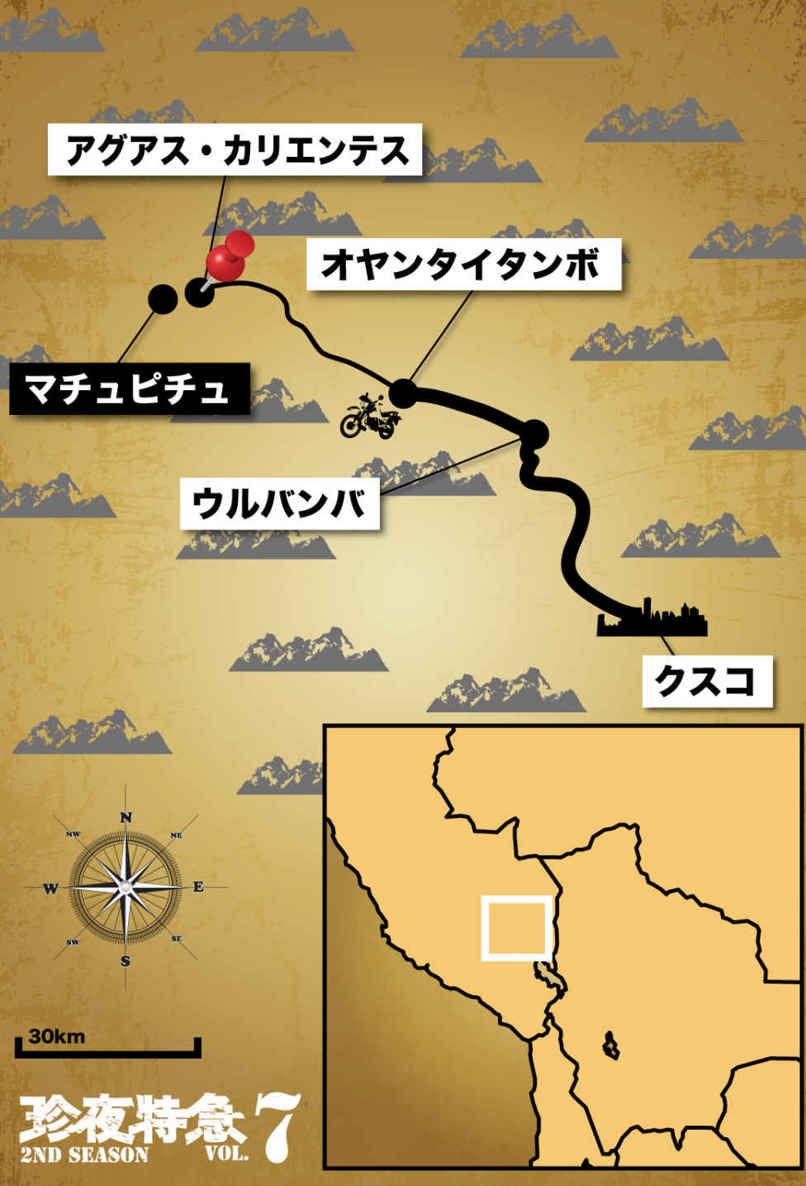 アグアス・カリエンテス
オヤンタイタンボ
マチュピチュ
ウルバンバ
クスコ
N
NW
NE
W
E
SW
SE
S
30km
珍夜特急7
2ND SEASON VOL.